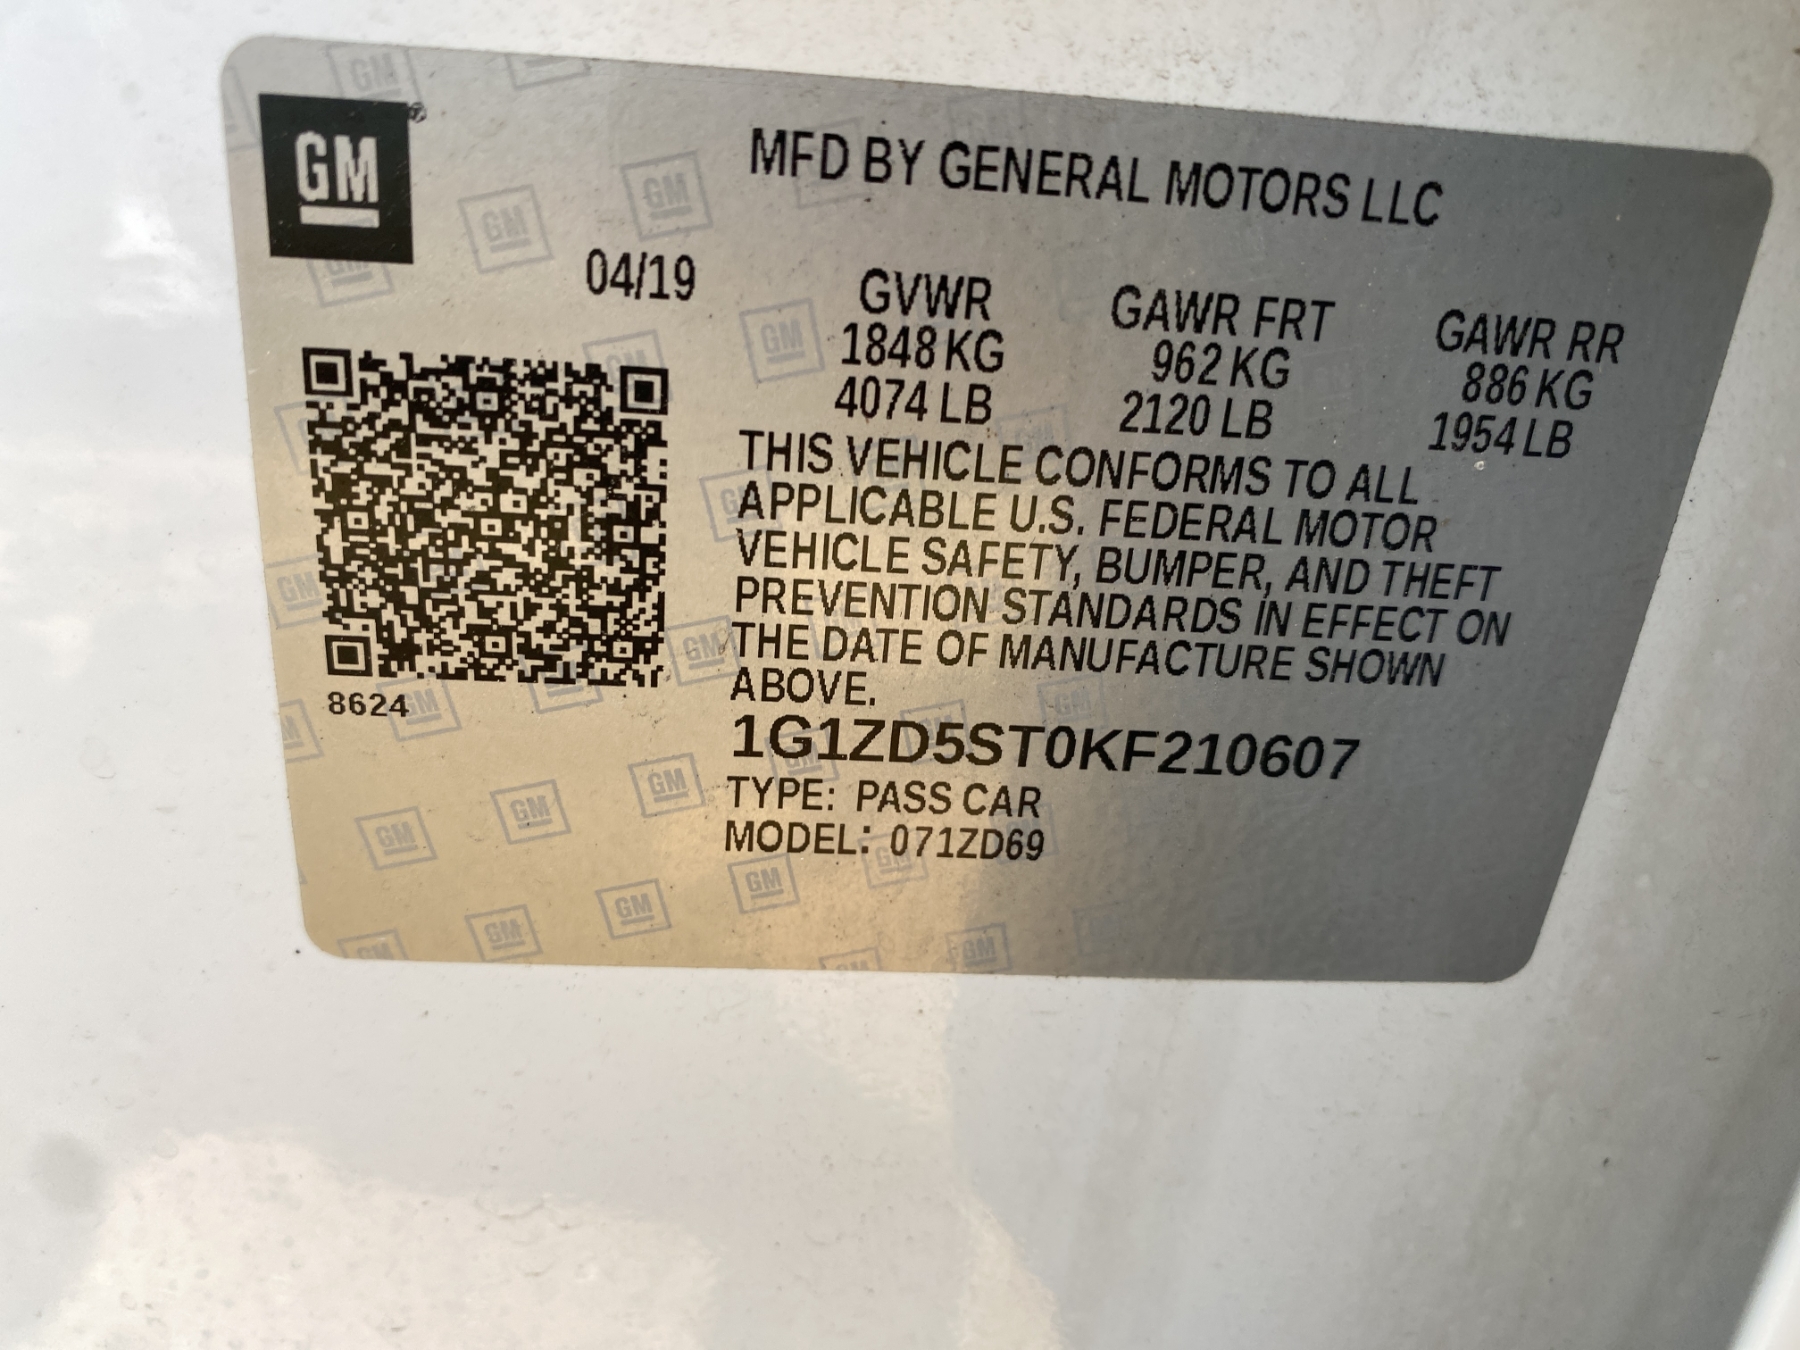 GM
MFD BY GENERAL MOTORS LLC
04/19
GVWR GAWR FRT GAWR RR
1848 KG 962 KG 886 KG
4074 LB 2120 LB 1954 LB
THIS VEHICLE CONFORMS TO ALL
APPLICABLE U.S. FEDERAL MOTOR
VEHICLE SAFETY, BUMPER, AND THEFT
PREVENTION STANDARDS IN EFFECT ON
THE DATE OF MANUFACTURE SHOWN
ABOVE.
8624
1G1ZD5ST0KF210607
TYPE: PASS CAR
MODEL: 071ZD69